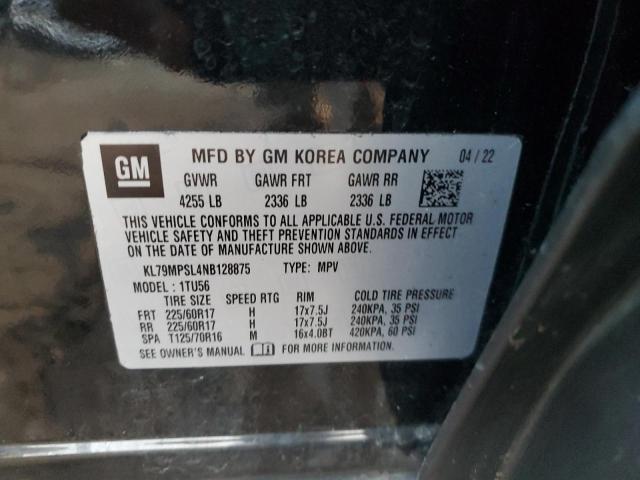 GM MFD BY GM KOREA COMPANY 04 / 22
GVWR GAWR FRT GAWR RR
4255 LB 2336 LB 2336 LB
THIS VEHICLE CONFORMS TO ALL APPLICABLE U.S. FEDERAL MOTOR
VEHICLE SAFETY AND THEFT PREVENTION STANDARDS IN EFFECT
ON THE DATE OF MANUFACTURE SHOWN ABOVE.
KL79MPSL4NB128875 TYPE: MPV
MODEL: 1TU56
TIRE SIZE SPEED RTG RIM COLD TIRE PRESSURE
FRT 225/60R17 H 17x7.5J 240KPA, 35 PSI
RR 225/60R17 H 17x7.5J 240KPA, 35 PSI
SPA T125/70R16 M 16x4.0BT 420KPA, 60 PSI
SEE OWNER'S MANUAL FOR MORE INFORMATION.